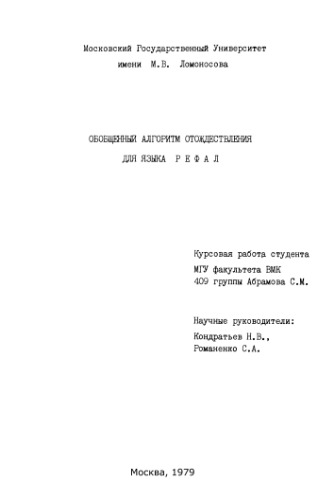 Московский Государственный Университет
имени М.В. Ломоносова
ОБОБЩЕННЫЙ АЛГОРИТМ ОТОЖДЕСТВЛЕНИЯ
ДЛЯ ЯЗЫКА Р Е Ф А Л
Курсовая работа студента
МГУ факультета ВМК
409 группы Абрамова С.М.
Научные руководители:
Кондратьев Н.В.,
Романенко С.А.
Москва, 1979